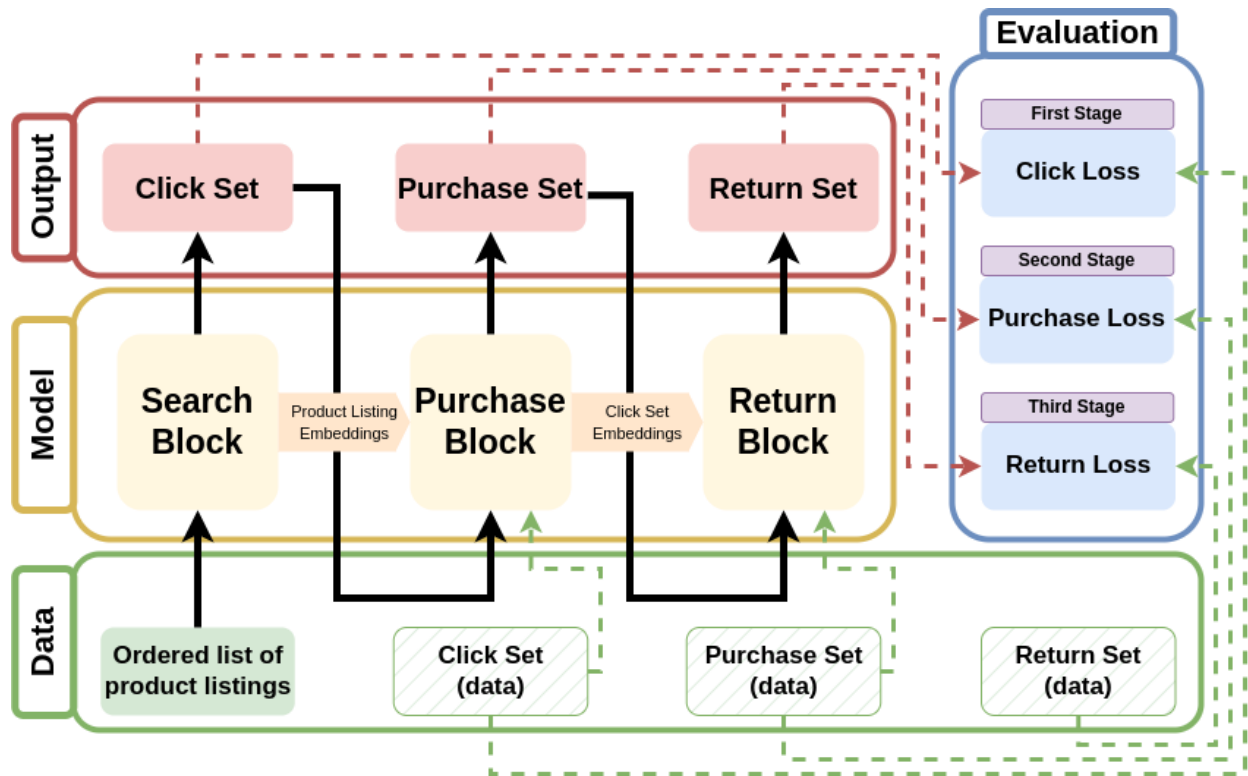 Evaluation
Output
Click Set
Purchase Set
Return Set
First Stage
Click Loss
Second Stage
Purchase Loss
Third Stage
Return Loss
Model
Search
Block
Product Listing
Embeddings
Purchase
Block
Click Set
Embeddings
Return
Block
Data
Ordered list of
product listings
Click Set
(data)
Purchase Set
(data)
Return Set
(data)